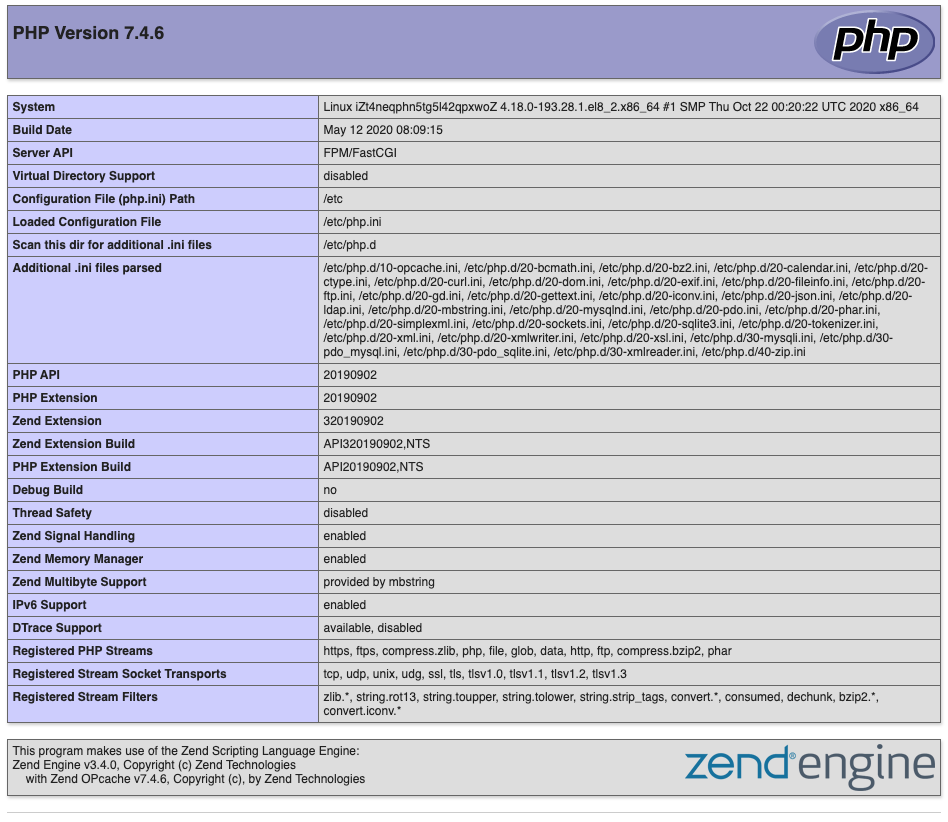 PHP Version 7.4.6
php
System Linux iZt4neqphn5tg5l42qpxwoZ 4.18.0-193.28.1.el8_2.x86_64 #1 SMP Thu Oct 22 00:20:22 UTC 2020 x86_64
Build Date May 12 2020 08:09:15
Server API FPM/FastCGI
Virtual Directory Support disabled
Configuration File (php.ini) Path /etc
Loaded Configuration File /etc/php.ini
Scan this dir for additional .ini files /etc/php.d
Additional .ini files parsed /etc/php.d/10-opcache.ini, /etc/php.d/20-bcmath.ini, /etc/php.d/20-bz2.ini, /etc/php.d/20-calendar.ini, /etc/php.d/20-
ctype.ini, /etc/php.d/20-curl.ini, /etc/php.d/20-dom.ini, /etc/php.d/20-exif.ini, /etc/php.d/20-fileinfo.ini, /etc/php.d/20-
ftp.ini, /etc/php.d/20-gd.ini, /etc/php.d/20-gettext.ini, /etc/php.d/20-iconv.ini, /etc/php.d/20-json.ini, /etc/php.d/20-
ldap.ini, /etc/php.d/20-mbstring.ini, /etc/php.d/20-mysqlnd.ini, /etc/php.d/20-pdo.ini, /etc/php.d/20-phar.ini,
/etc/php.d/20-simplexml.ini, /etc/php.d/20-sockets.ini, /etc/php.d/20-sqlite3.ini, /etc/php.d/20-tokenizer.ini,
/etc/php.d/20-xml.ini, /etc/php.d/20-xmlwriter.ini, /etc/php.d/20-xsl.ini, /etc/php.d/30-mysqli.ini, /etc/php.d/30-
pdo_mysql.ini, /etc/php.d/30-pdo_sqlite.ini, /etc/php.d/30-xmlreader.ini, /etc/php.d/40-zip.ini
PHP API 20190902
PHP Extension 20190902
Zend Extension 320190902
Zend Extension Build API320190902,NTS
PHP Extension Build API20190902,NTS
Debug Build no
Thread Safety disabled
Zend Signal Handling enabled
Zend Memory Manager enabled
Zend Multibyte Support provided by mbstring
IPv6 Support enabled
DTrace Support available, disabled
Registered PHP Streams https, ftps, compress.zlib, php, file, glob, data, http, ftp, compress.bzip2, phar
Registered Stream Socket Transports tcp, udp, unix, udg, ssl, tls, tlsv1.0, tlsv1.1, tlsv1.2, tlsv1.3
Registered Stream Filters zlib.*, string.rot13, string.toupper, string.tolower, string.strip_tags, convert.*, consumed, dechunk, bzip2.*,
convert.iconv.*
This program makes use of the Zend Scripting Language Engine:
Zend Engine v3.4.0, Copyright (c) Zend Technologies
with Zend OPcache v7.4.6, Copyright (c), by Zend Technologies
zend® engine